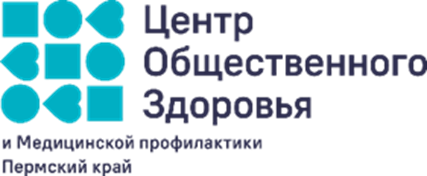 Центр
Общественного
Здоровья
и Медицинской профилактики
Пермский край